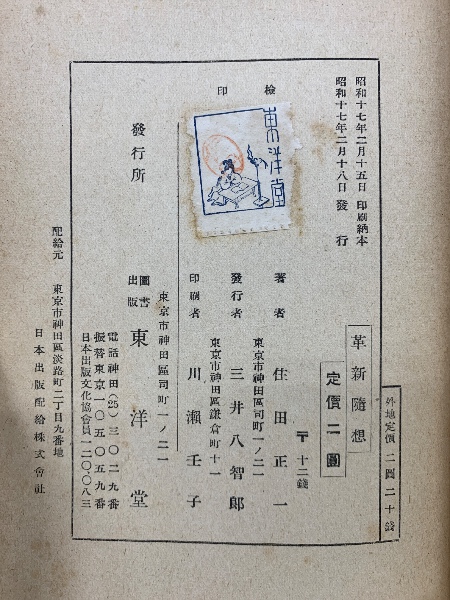 外地定價 二圓二十錢
革新隨想
定價二圓
〒十二錢
昭和十七年二月十五日 印刷納本
昭和十七年二月十八日 發行
檢印
東洋堂
著者 住田正一
東京市神田區司町一ノ二一
發行者 三井八智郎
東京市神田區鎌倉町十一
印刷者 川瀨壬子
東京市神田區司町一ノ二一
發行所 圖書出版 東洋堂
電話神田(25)三〇二九番
振替東京一〇五〇五九番
日本出版文化協會員 二〇、〇八三
配給元 東京市神田區淡路町二丁目九番地
日本出版配給株式會社